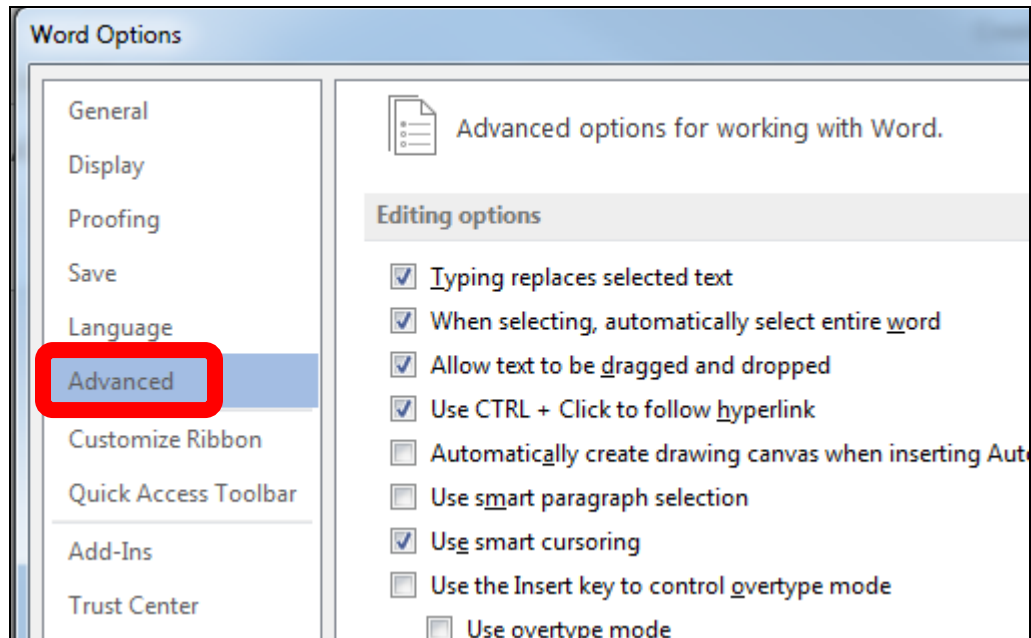 Word Options
General
Display
Proofing
Save
Language
Advanced
Customize Ribbon
Quick Access Toolbar
Add-Ins
Trust Center
Advanced options for working with Word.
Editing options
Typing replaces selected text
When selecting, automatically select entire word
Allow text to be dragged and dropped
Use CTRL + Click to follow hyperlink
Automatically create drawing canvas when inserting Aut
Use smart paragraph selection
Use smart cursoring
Use the Insert key to control overtype mode
Use overtype mode